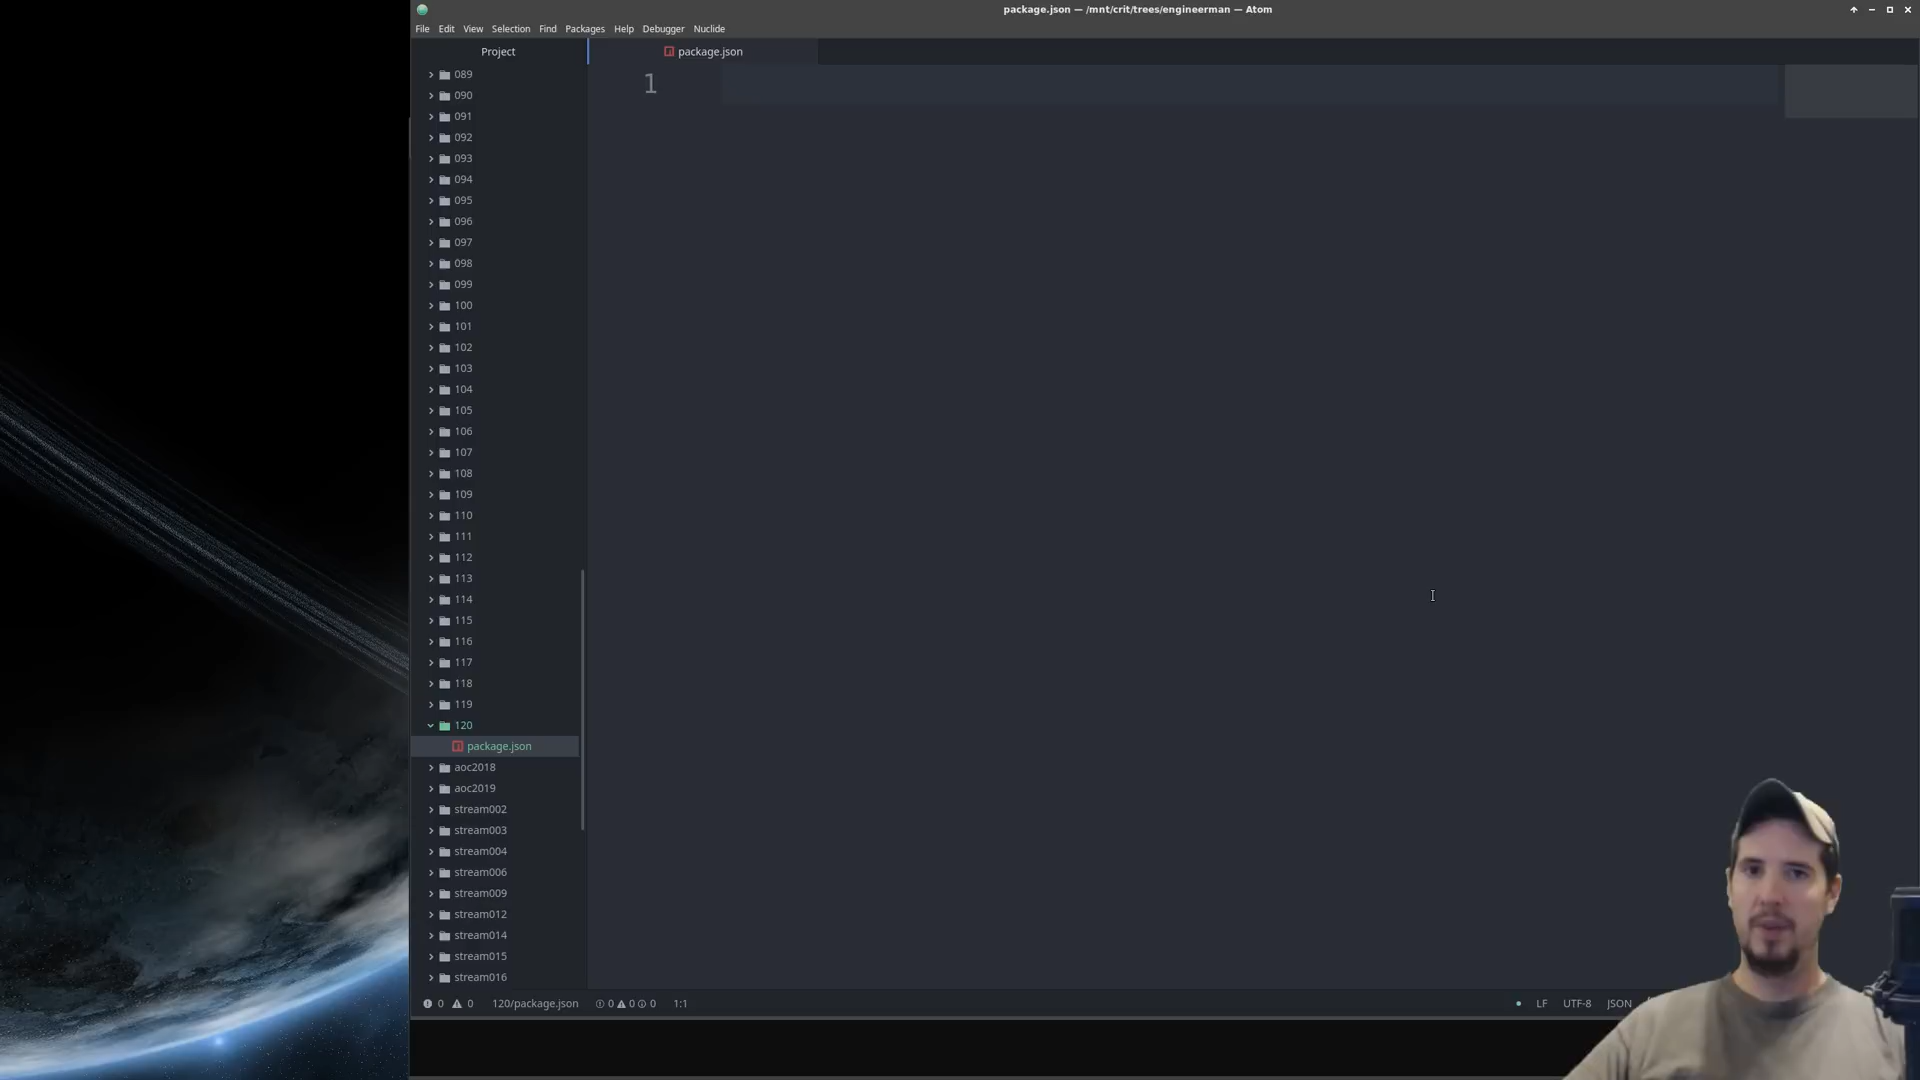 package.json — /mnt/crit/trees/engineerman — Atom
File Edit View Selection Find Packages Help Debugger Nuclide
Project
package.json
1
089
090
091
092
093
094
095
096
097
098
099
100
101
102
103
104
105
106
107
108
109
110
111
112
113
114
115
116
117
118
119
120
package.json
aoc2018
aoc2019
stream002
stream003
stream004
stream006
stream009
stream012
stream014
stream015
stream016
0 0 120/package.json 0 0 0 1:1 LF UTF-8 JSON